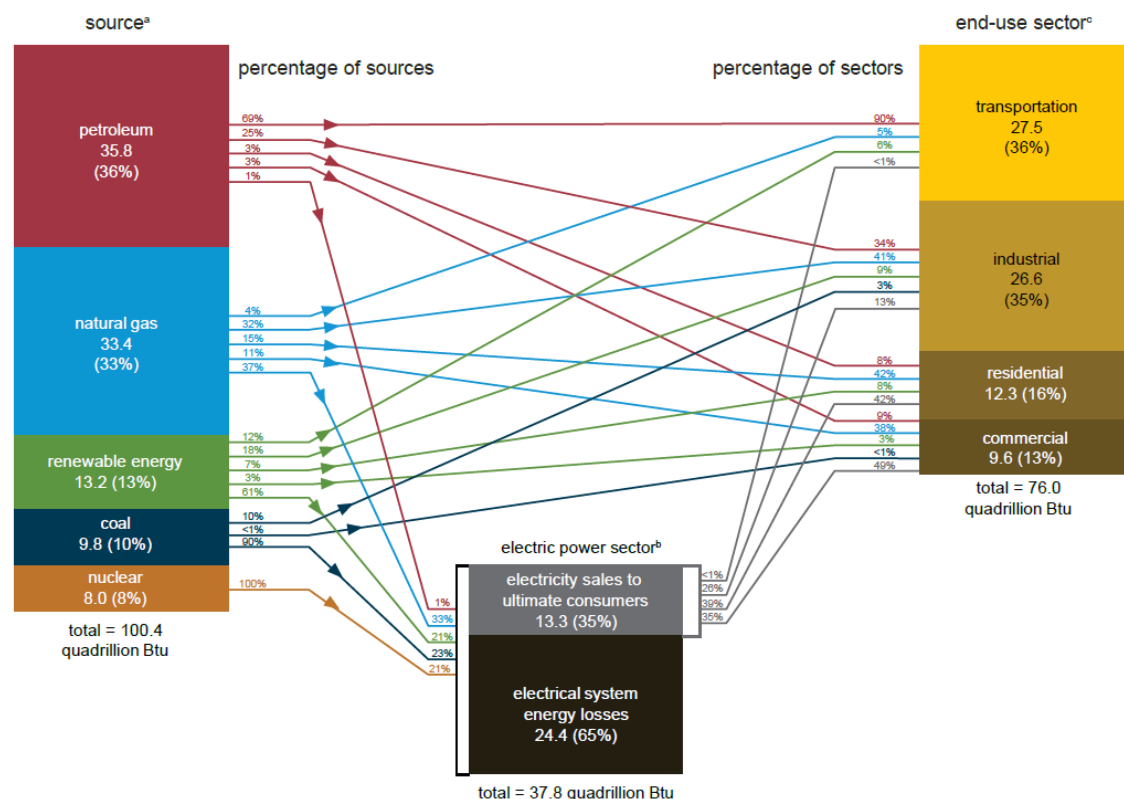 sourceᵃ
end-use sectorᶜ
percentage of sources
percentage of sectors
petroleum
35.8
(36%)
69%
25%
3%
3%
1%
natural gas
33.4
(33%)
4%
32%
15%
11%
37%
renewable energy
13.2 (13%)
12%
18%
7%
3%
61%
coal
9.8 (10%)
10%
<1%
90%
nuclear
8.0 (8%)
100%
total = 100.4
quadrillion Btu
electric power sectorᵇ
1%
33%
21%
23%
21%
electricity sales to
ultimate consumers
13.3 (35%)
electrical system
energy losses
24.4 (65%)
<1%
26%
39%
35%
total = 37.8 quadrillion Btu
90%
5%
6%
<1%
transportation
27.5
(36%)
34%
41%
9%
3%
13%
industrial
26.6
(35%)
8%
42%
8%
42%
residential
12.3 (16%)
9%
38%
3%
<1%
49%
commercial
9.6 (13%)
total = 76.0
quadrillion Btu